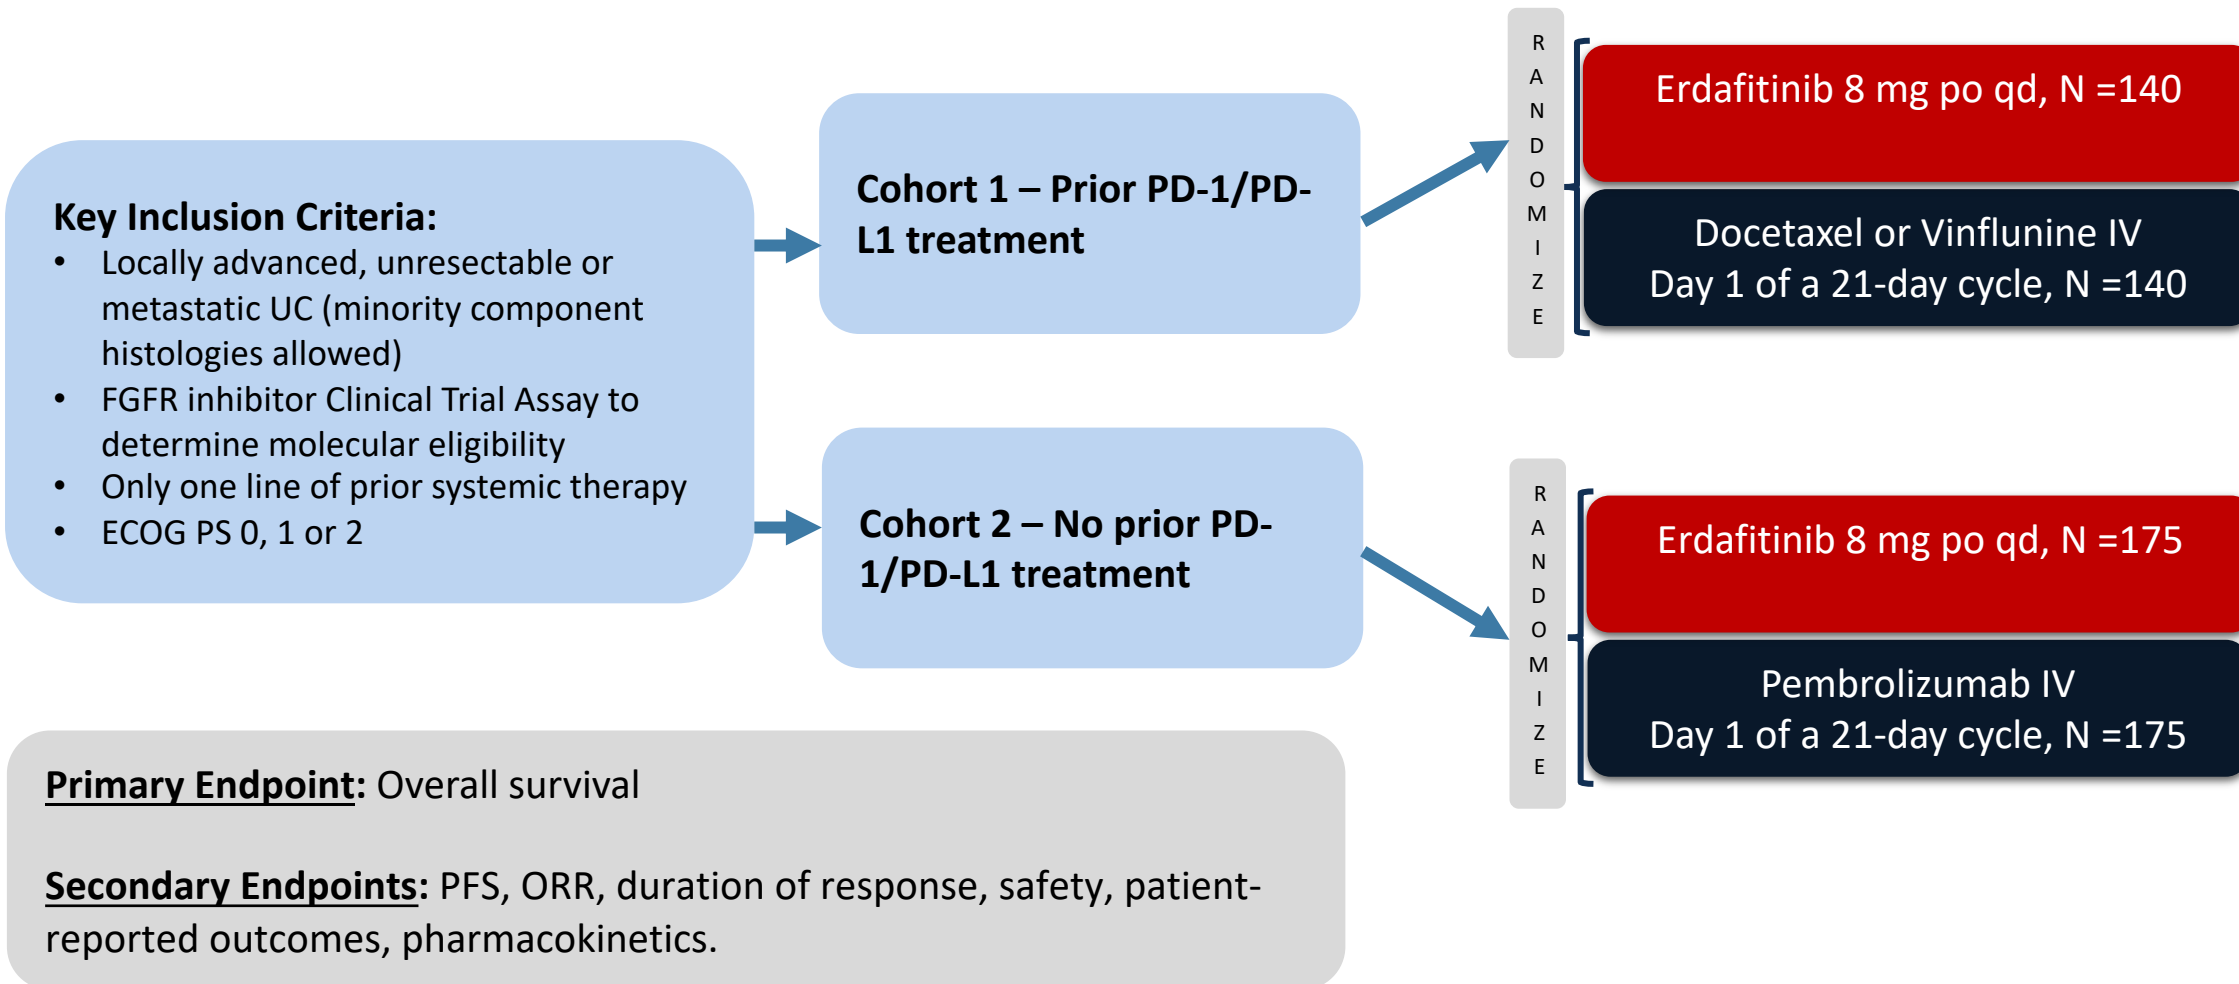 Key Inclusion Criteria:
• Locally advanced, unresectable or
metastatic UC (minority component
histologies allowed)
• FGFR inhibitor Clinical Trial Assay to
determine molecular eligibility
• Only one line of prior systemic therapy
• ECOG PS 0, 1 or 2
Cohort 1 – Prior PD-1/PD-
L1 treatment
R
A
N
D
O
M
I
Z
E
Erdafitinib 8 mg po qd, N =140
Docetaxel or Vinflunine IV
Day 1 of a 21-day cycle, N =140
Cohort 2 – No prior PD-
1/PD-L1 treatment
R
A
N
D
O
M
I
Z
E
Erdafitinib 8 mg po qd, N =175
Pembrolizumab IV
Day 1 of a 21-day cycle, N =175
Primary Endpoint: Overall survival
Secondary Endpoints: PFS, ORR, duration of response, safety, patient-
reported outcomes, pharmacokinetics.